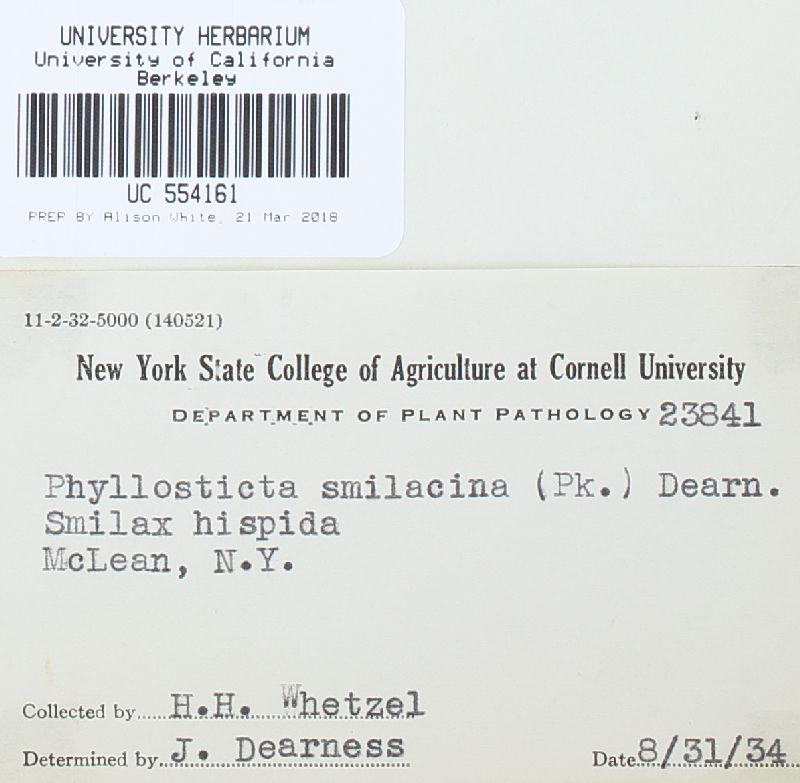 UNIVERSITY HERBARIUM
University of California
Berkeley
UC 554161
PREP BY Alison White, 21 Mar 2018
11-2-32-5000 (140521)
New York State College of Agriculture at Cornell University
DEPARTMENT OF PLANT PATHOLOGY 23841
Phyllosticta smilacina (Pk.) Dearn.
Smilax hispida
McLean, N.Y.
Collected by H.H. Whetzel
Determined by J. Dearness Date 8/31/34